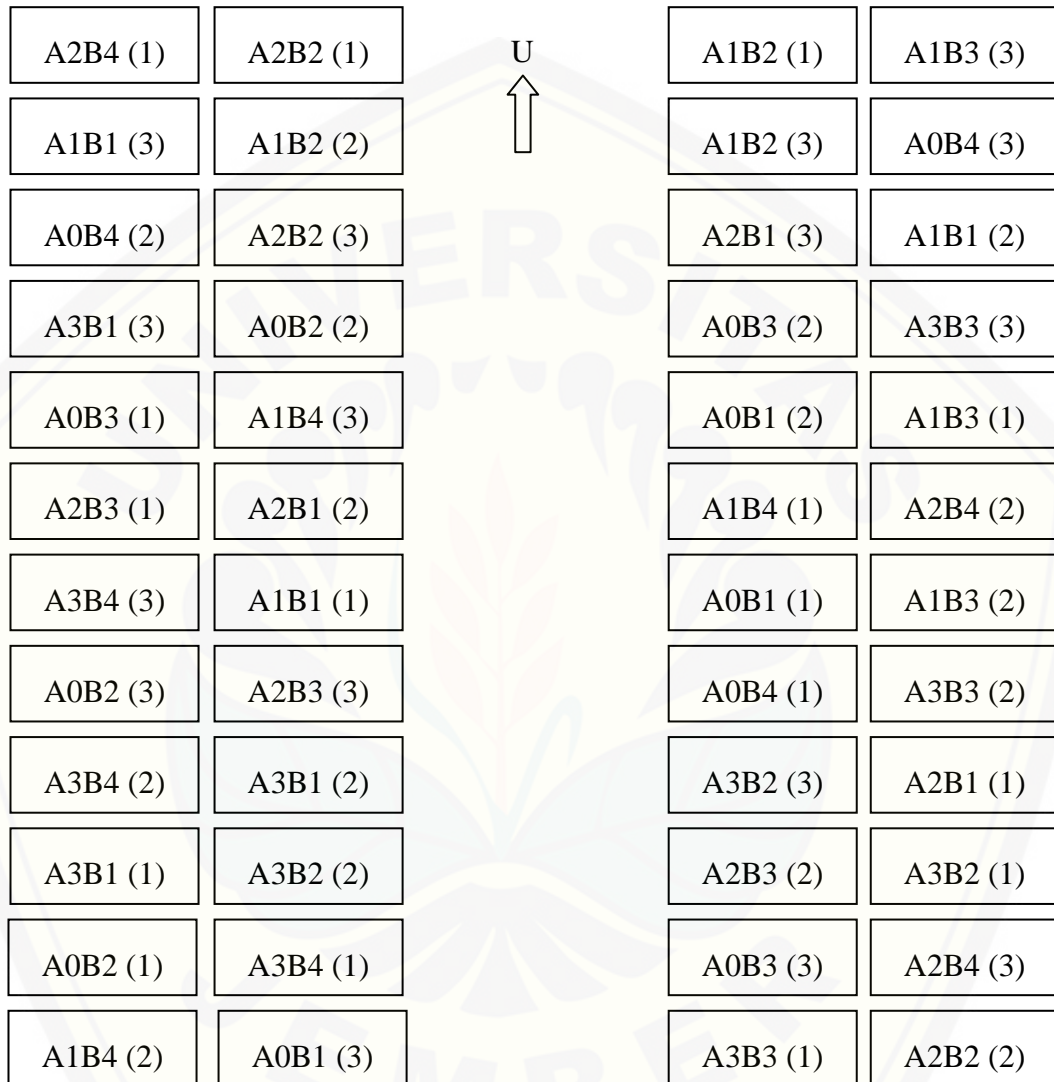 A2B4 (1) A2B2 (1) U A1B2 (1) A1B3 (3)
A1B1 (3) A1B2 (2) A1B2 (3) A0B4 (3)
A0B4 (2) A2B2 (3) A2B1 (3) A1B1 (2)
A3B1 (3) A0B2 (2) A0B3 (2) A3B3 (3)
A0B3 (1) A1B4 (3) A0B1 (2) A1B3 (1)
A2B3 (1) A2B1 (2) A1B4 (1) A2B4 (2)
A3B4 (3) A1B1 (1) A0B1 (1) A1B3 (2)
A0B2 (3) A2B3 (3) A0B4 (1) A3B3 (2)
A3B4 (2) A3B1 (2) A3B2 (3) A2B1 (1)
A3B1 (1) A3B2 (2) A2B3 (2) A3B2 (1)
A0B2 (1) A3B4 (1) A0B3 (3) A2B4 (3)
A1B4 (2) A0B1 (3) A3B3 (1) A2B2 (2)
UNIVERSITAS
JEMBER